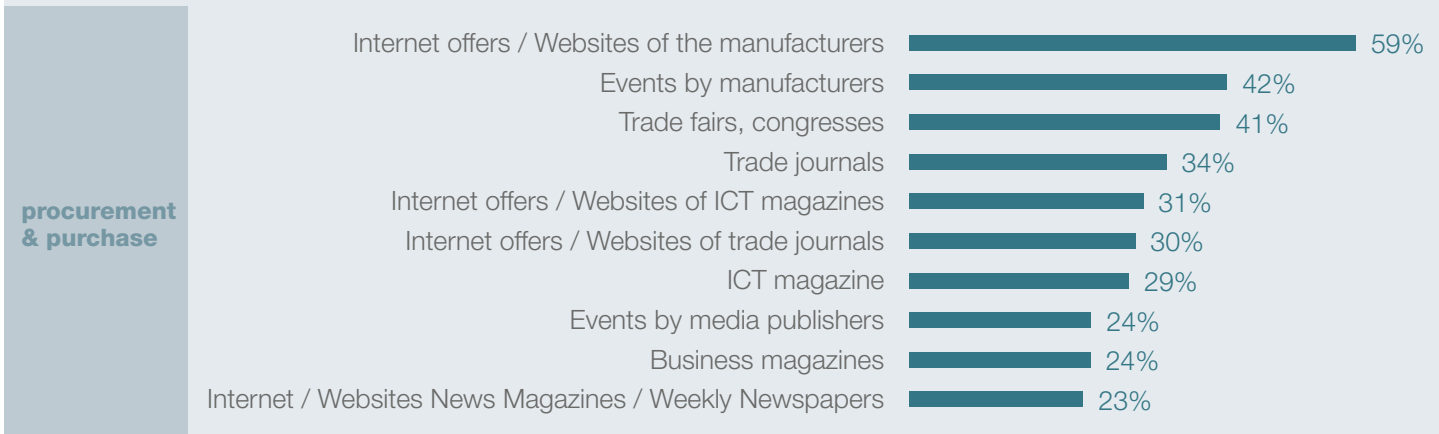 procurement
& purchase
Internet offers / Websites of the manufacturers 59%
Events by manufacturers 42%
Trade fairs, congresses 41%
Trade journals 34%
Internet offers / Websites of ICT magazines 31%
Internet offers / Websites of trade journals 30%
ICT magazine 29%
Events by media publishers 24%
Business magazines 24%
Internet / Websites News Magazines / Weekly Newspapers 23%